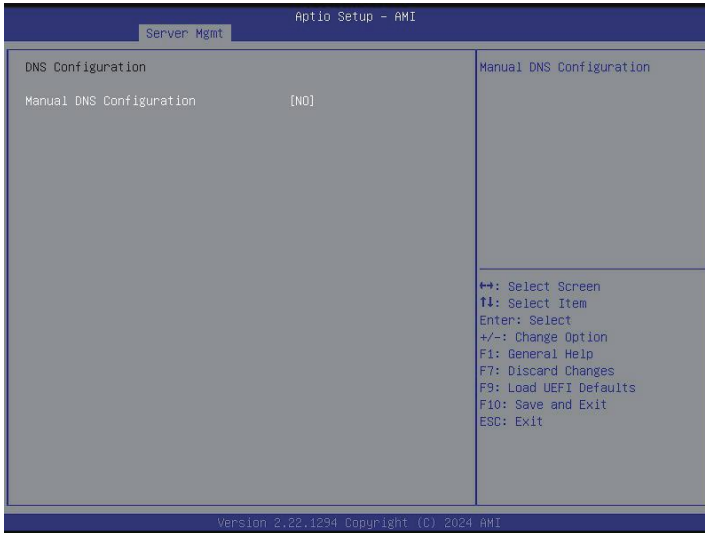 Aptio Setup – AMI
Server Mgmt
DNS Configuration
Manual DNS Configuration [NO]
Manual DNS Configuration
↔: Select Screen
↑↓: Select Item
Enter: Select
+/-: Change Option
F1: General Help
F7: Discard Changes
F9: Load UEFI Defaults
F10: Save and Exit
ESC: Exit
Version 2.22.1294 Copyright (C) 2024 AMI